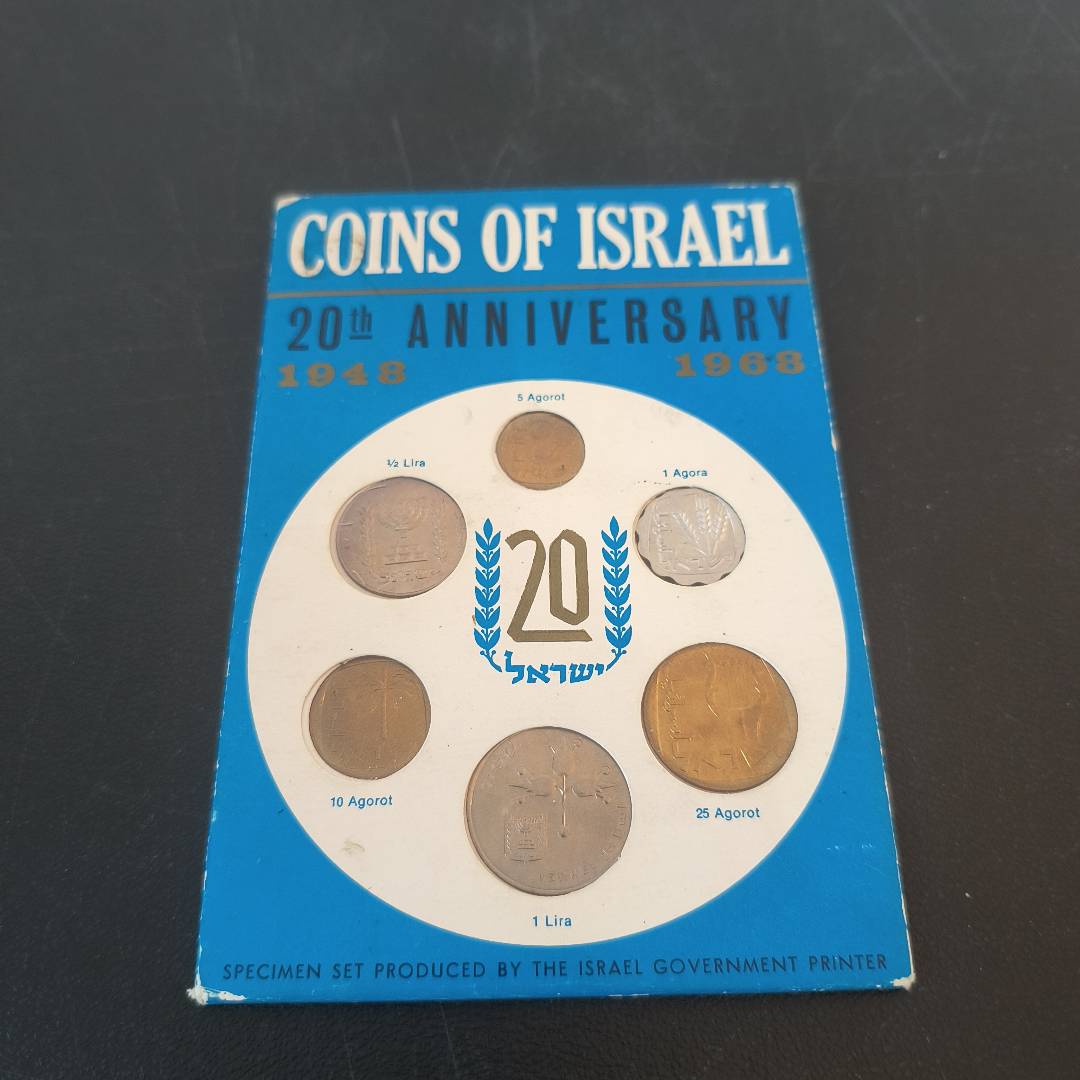 COINS OF ISRAEL
20th ANNIVERSARY
1948 1968
5 Agorot
½ Lira
1 Agora
20
ישראל
10 Agorot
25 Agorot
1 Lira
SPECIMEN SET PRODUCED BY THE ISRAEL GOVERNMENT PRINTER